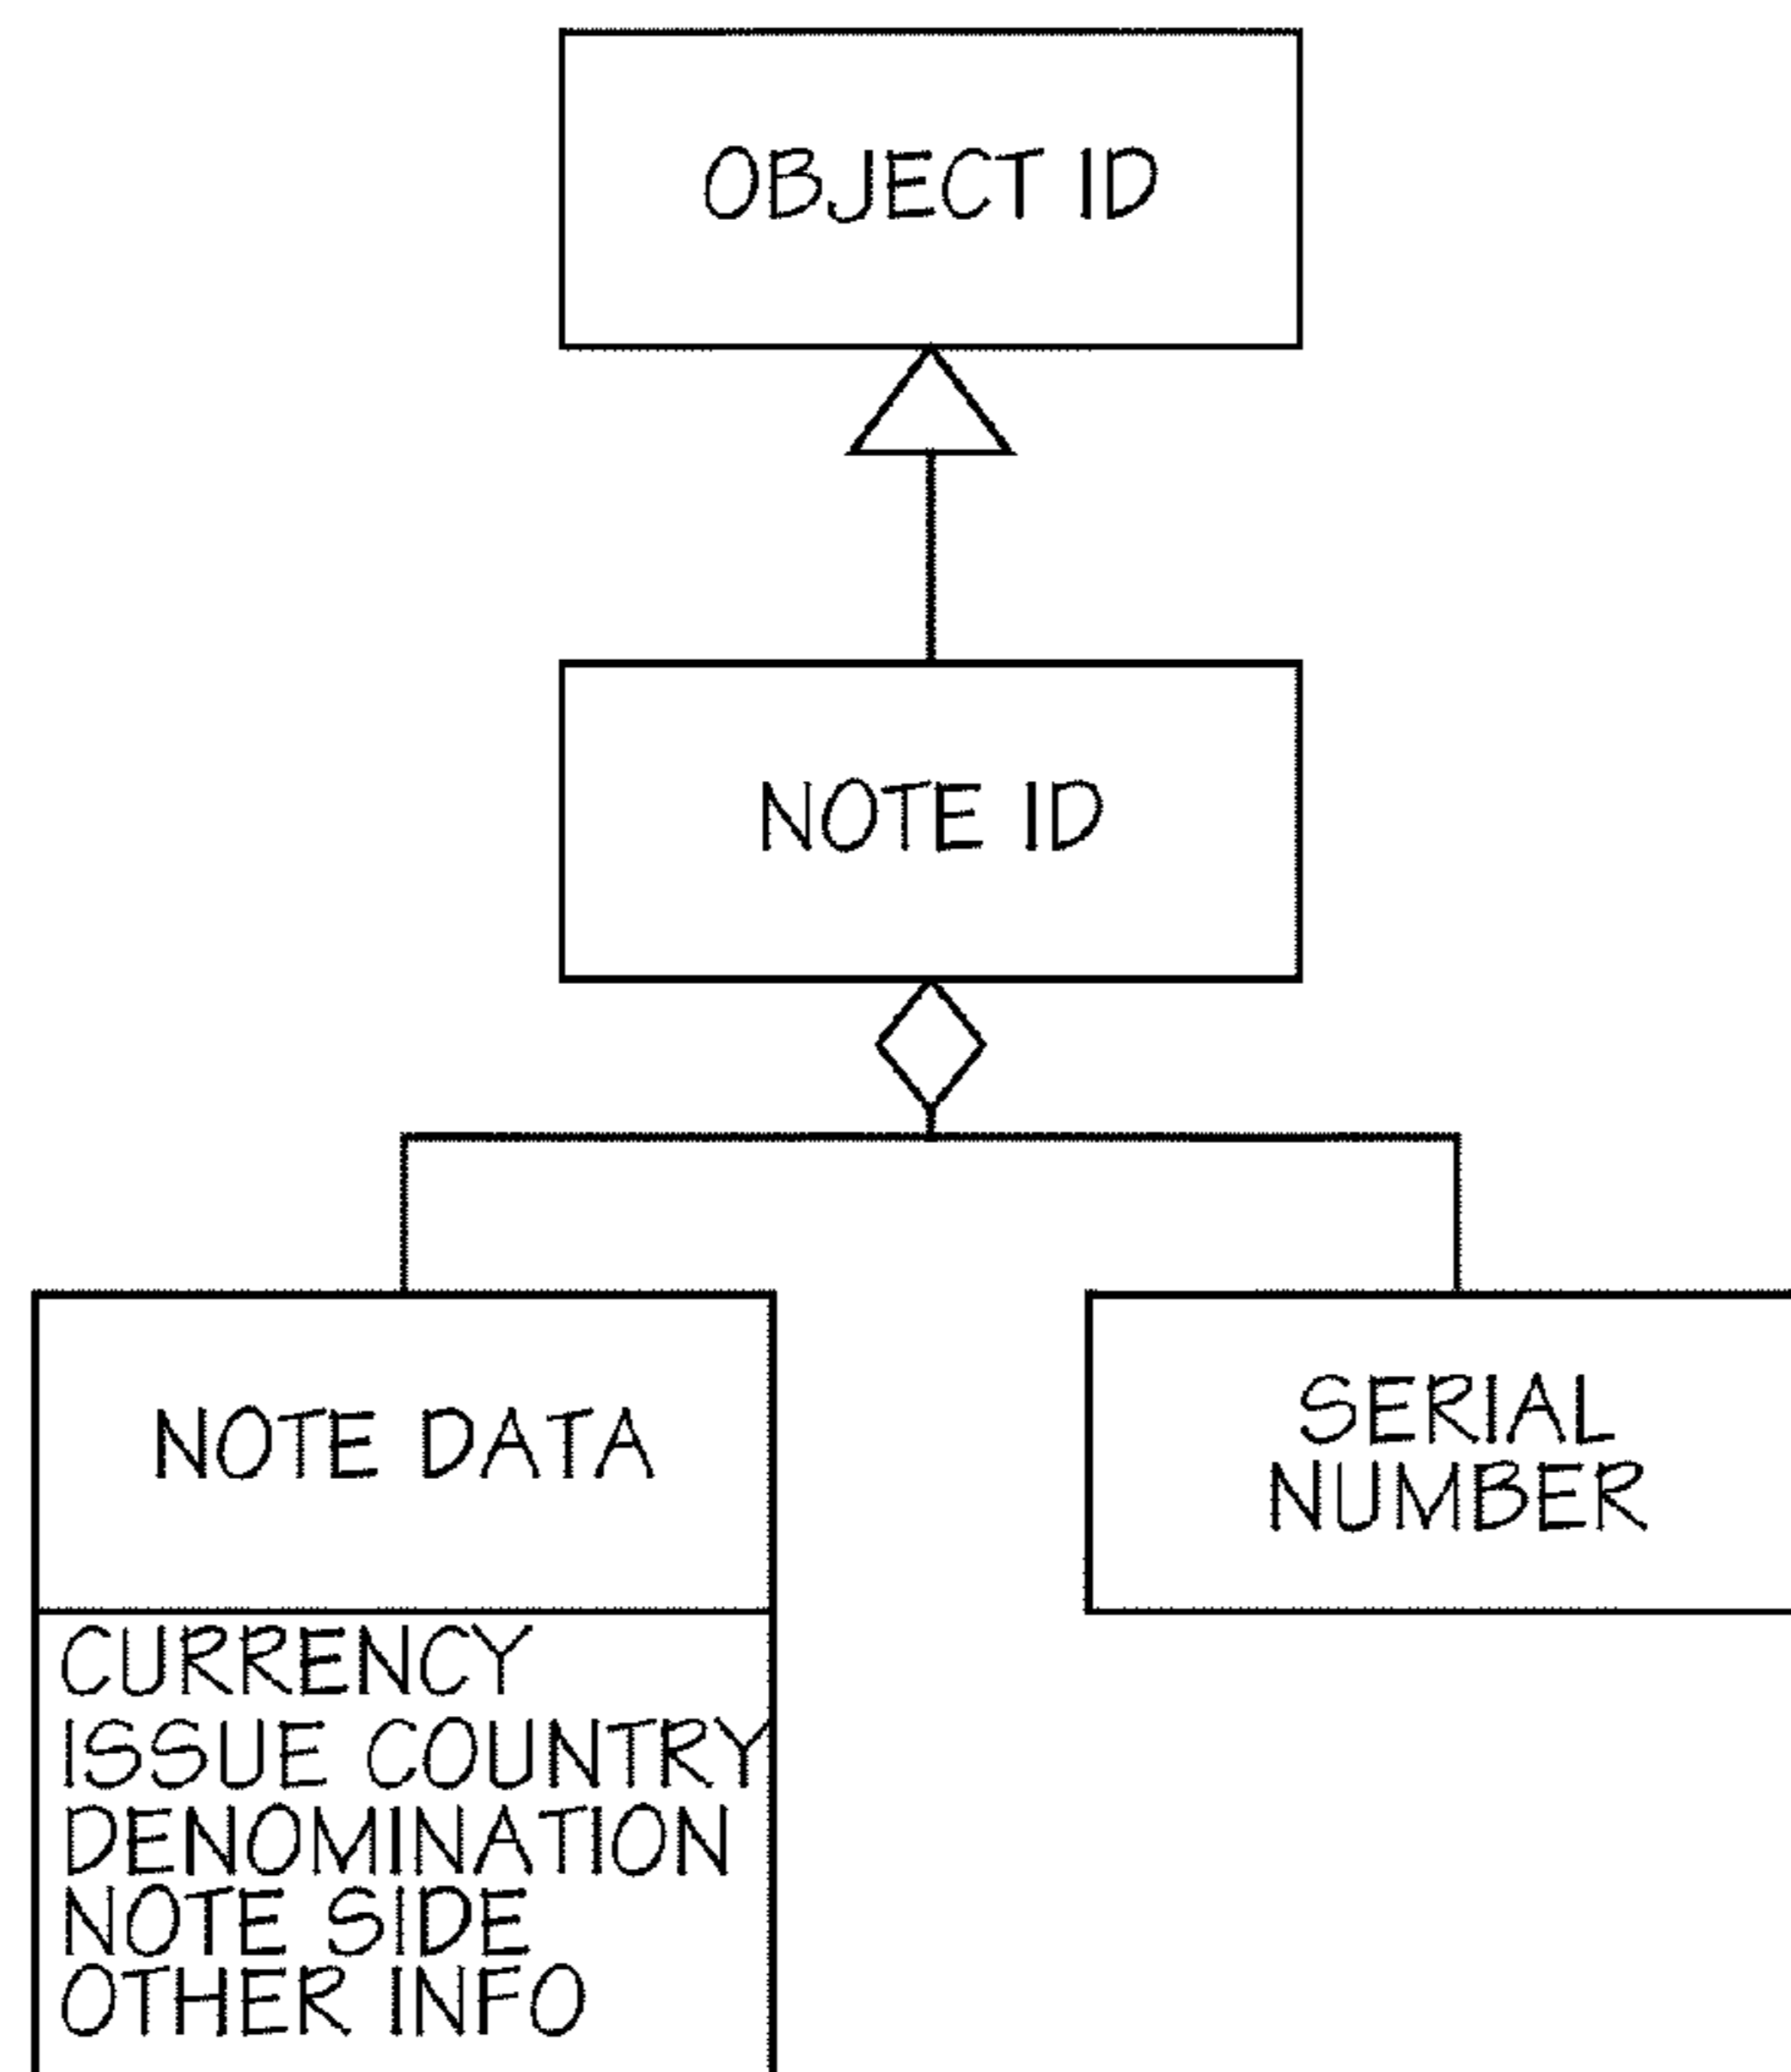 OBJECT ID
NOTE ID
NOTE DATA
SERIAL
NUMBER
CURRENCY
ISSUE COUNTRY
DENOMINATION
NOTE SIDE
OTHER INFO